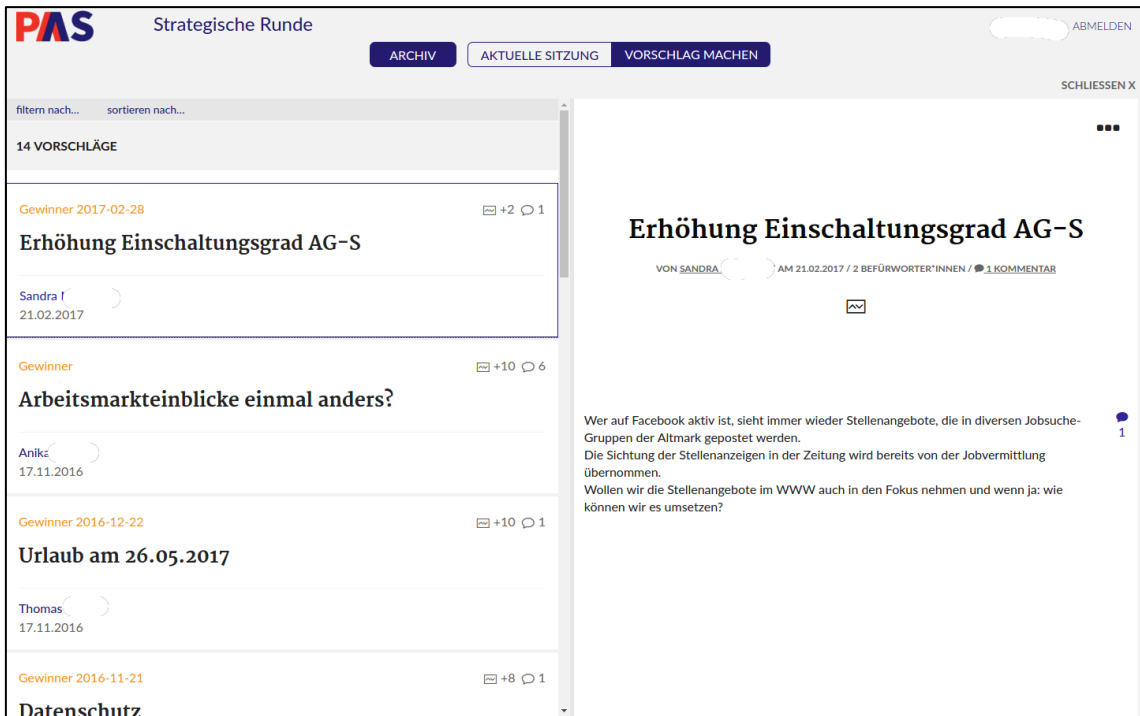 PAS
Strategische Runde
ABMELDEN
ARCHIV
AKTUELLE SITZUNG
VORSCHLAG MACHEN
SCHLIESSEN X
filtern nach...
sortieren nach...
14 VORSCHLÄGE
Gewinner 2017-02-28
+2 1
Erhöhung Einschaltungsgrad AG-S
Sandra
21.02.2017
Gewinner
+10 6
Arbeitsmarkteinblicke einmal anders?
Anika
17.11.2016
Gewinner 2016-12-22
+10 1
Urlaub am 26.05.2017
Thomas
17.11.2016
Gewinner 2016-11-21
+8 1
Datenschutz
Erhöhung Einschaltungsgrad AG-S
VON SANDRA AM 21.02.2017 / 2 BEFÜRWORTER*INNEN / 1 KOMMENTAR
Wer auf Facebook aktiv ist, sieht immer wieder Stellenangebote, die in diversen Jobsuche-
Gruppen der Altmark gepostet werden.
Die Sichtung der Stellenanzeigen in der Zeitung wird bereits von der Jobvermittlung
übernommen.
Wollen wir die Stellenangebote im WWW auch in den Fokus nehmen und wenn ja: wie
können wir es umsetzen?
1